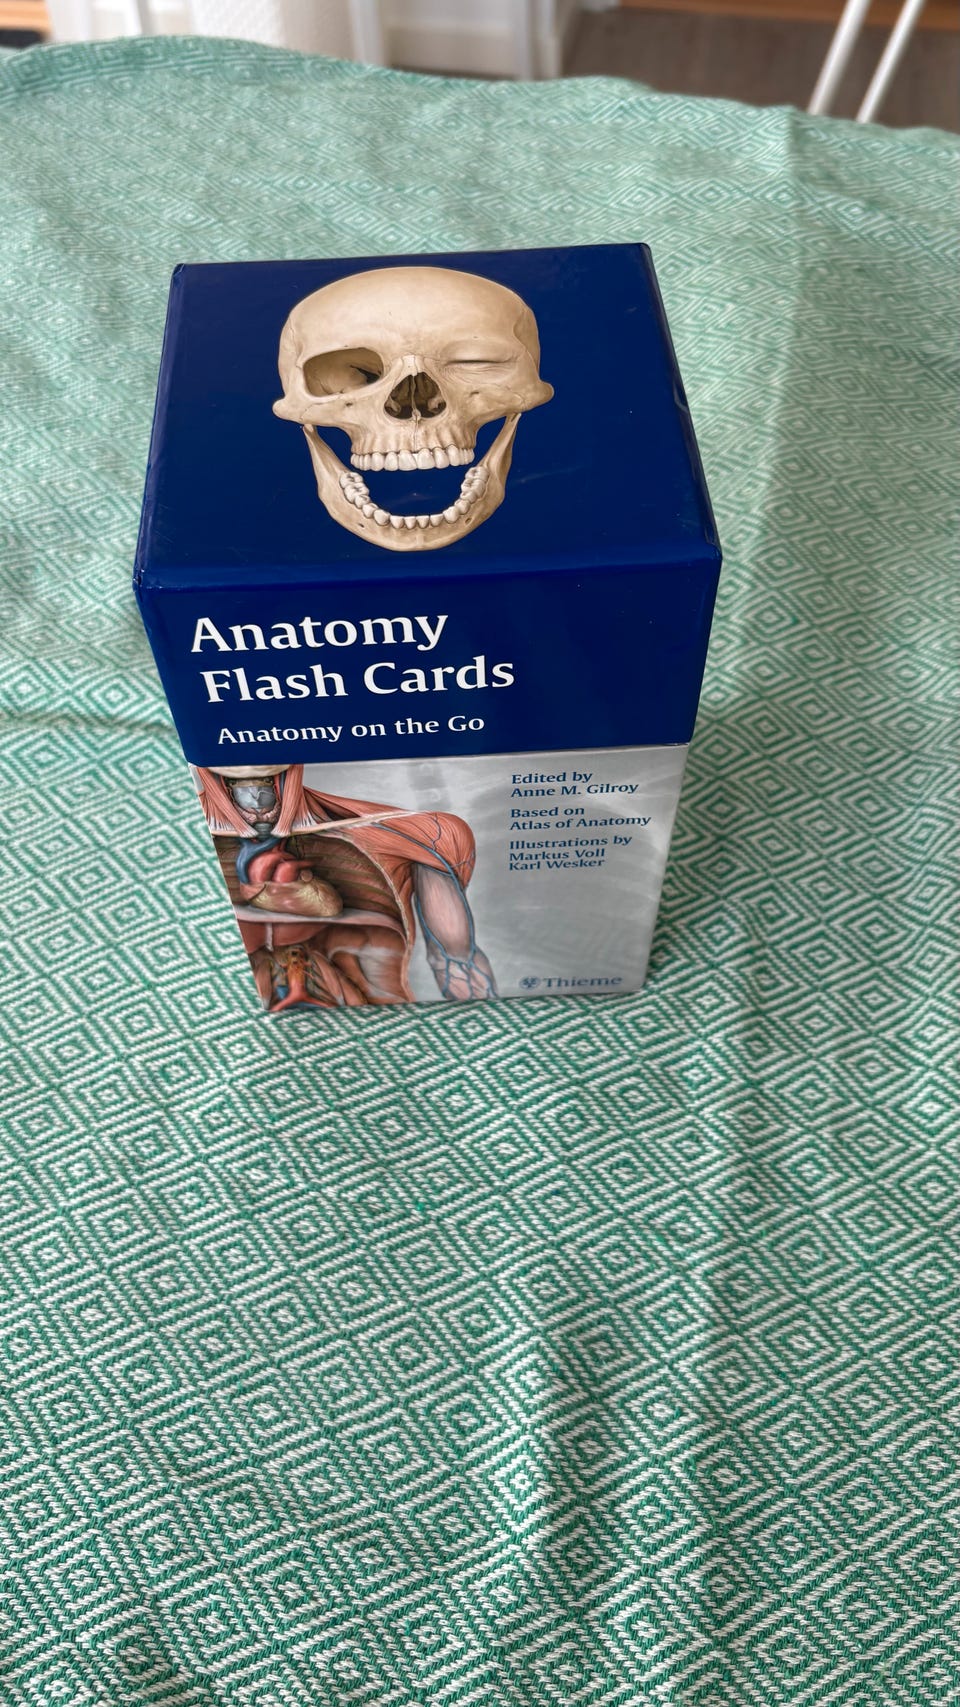 Anatomy
Flash Cards
Anatomy on the Go
Edited by
Anne M. Gilroy
Based on
Atlas of Anatomy
Illustrations by
Markus Voll
Karl Wesker
Thieme